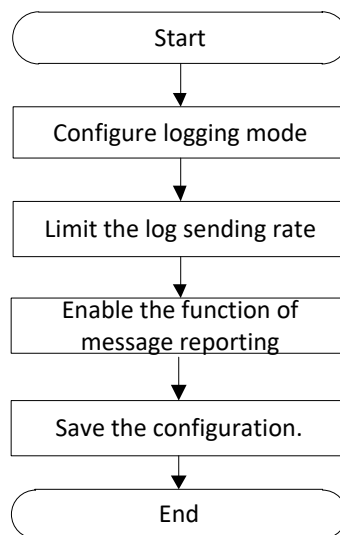 Start
Configure logging mode
Limit the log sending rate
Enable the function of
message reporting
Save the configuration.
End